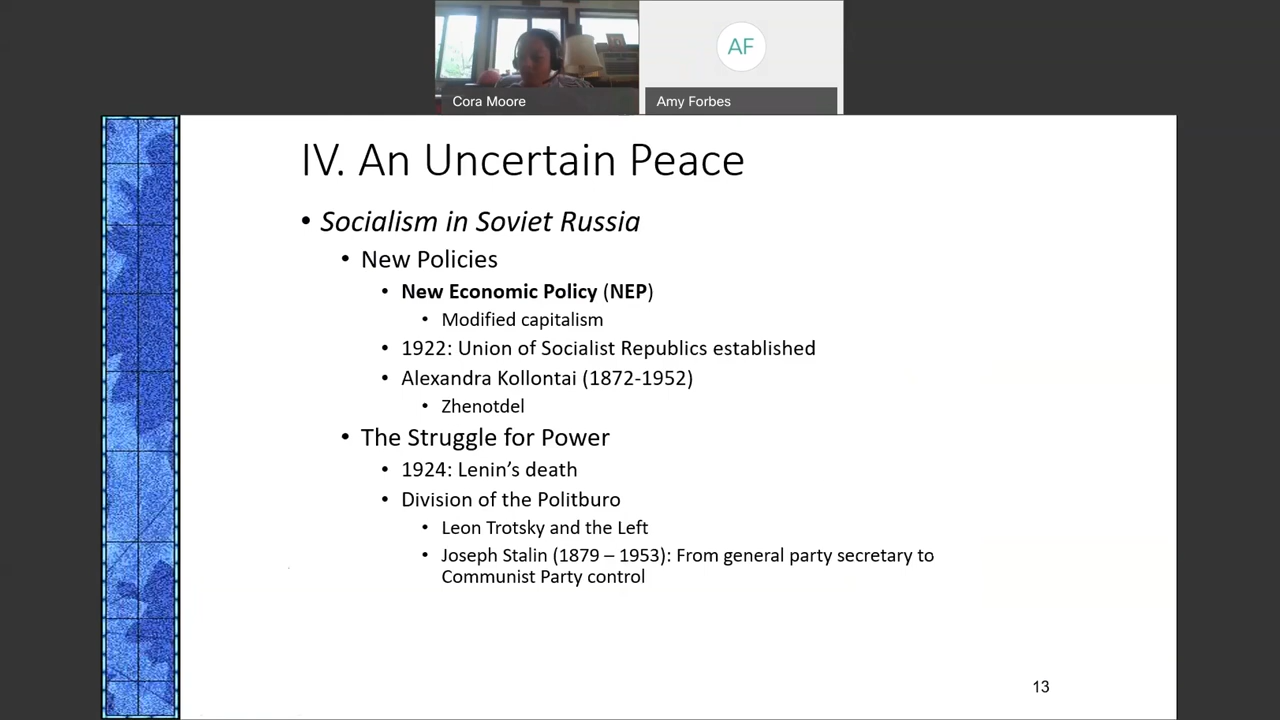 AF
Cora Moore
Amy Forbes
IV. An Uncertain Peace
• Socialism in Soviet Russia
• New Policies
• New Economic Policy (NEP)
• Modified capitalism
• 1922: Union of Socialist Republics established
• Alexandra Kollontai (1872-1952)
• Zhenotdel
• The Struggle for Power
• 1924: Lenin’s death
• Division of the Politburo
• Leon Trotsky and the Left
• Joseph Stalin (1879 – 1953): From general party secretary to
Communist Party control
13